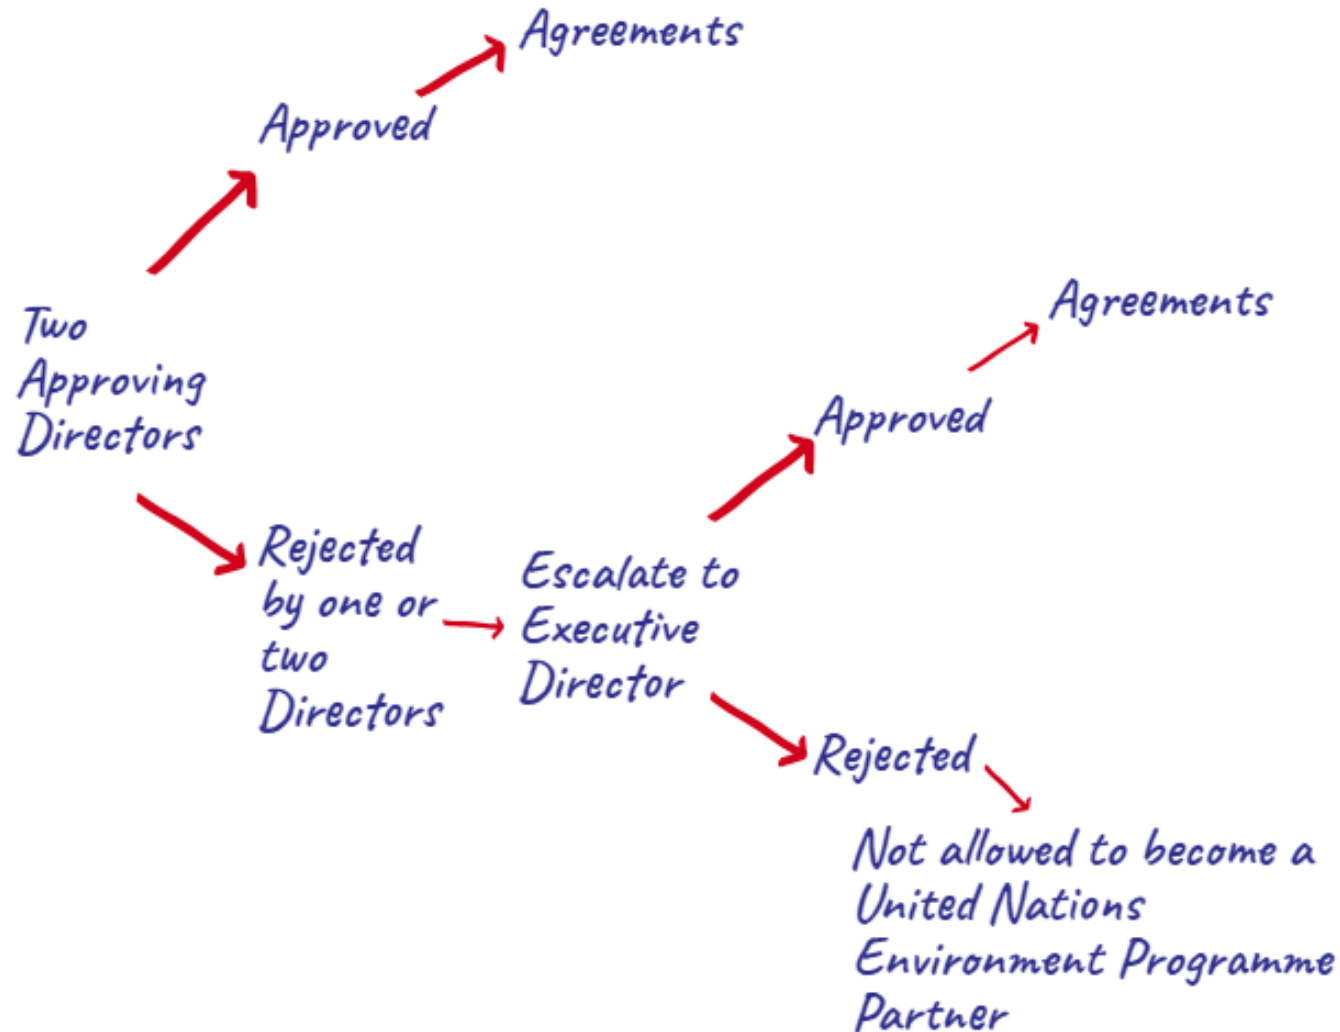 Agreements
Approved
Two
Approving
Directors
Rejected
by one or
two
Directors
Escalate to
Executive
Director
Approved
Agreements
Rejected
Not allowed to become a
United Nations
Environment Programme
Partner